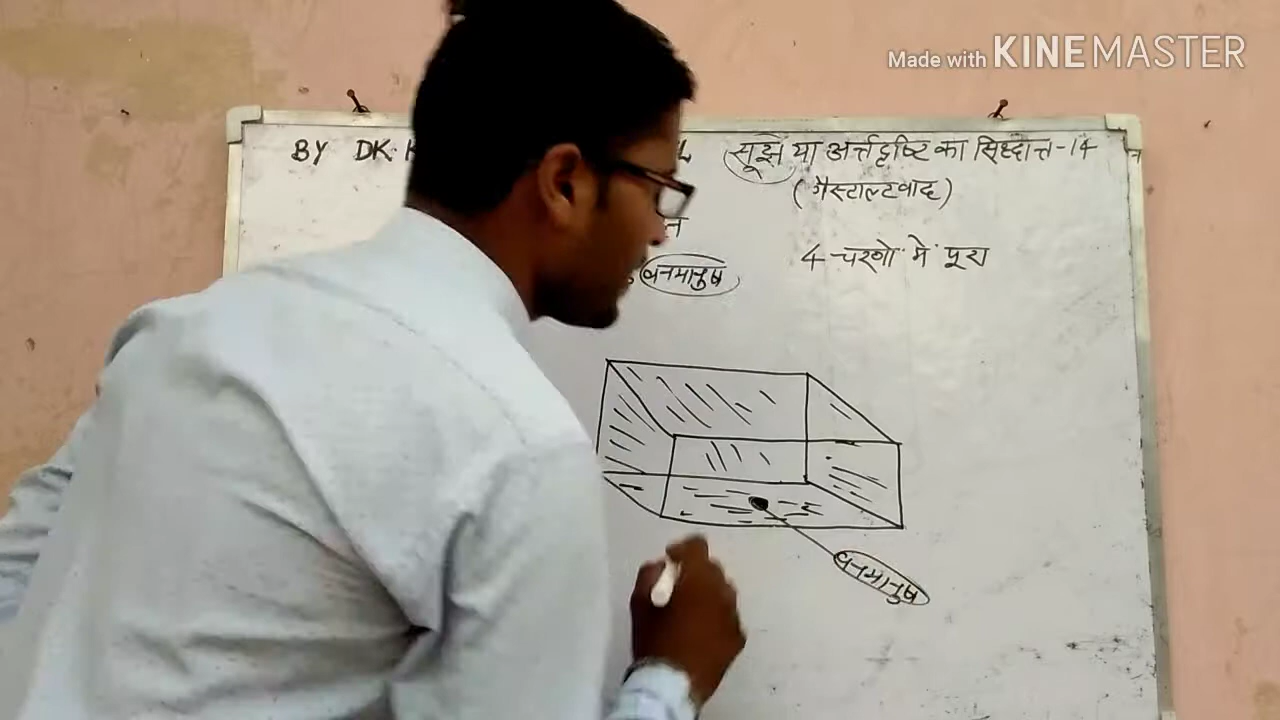 Made with KINEMASTER
BY DK
सूझ या अर्त्तदृष्टि का सिध्दान्त-14
(गैस्टाल्टवाद)
4 चरणो में पूरा
वनमानुष
वनमानुष